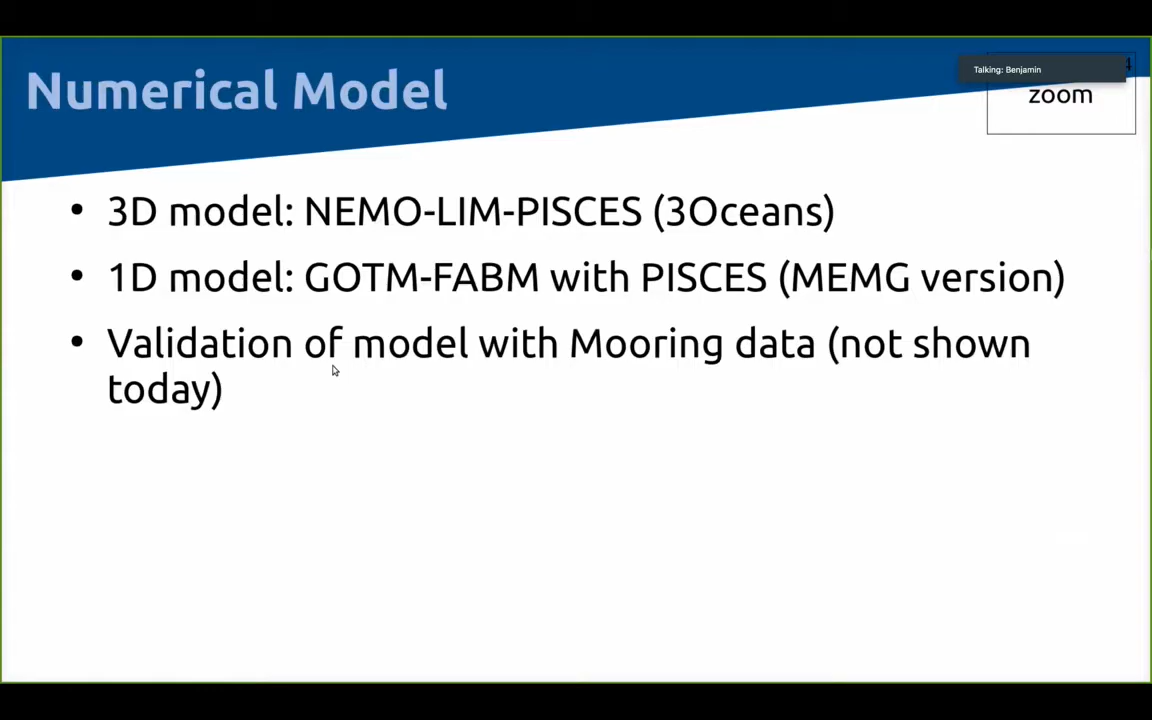 Numerical Model
Talking: Benjamin
4
zoom
3D model: NEMO-LIM-PISCES (3Oceans)
1D model: GOTM-FABM with PISCES (MEMG version)
Validation of model with Mooring data (not shown
today)